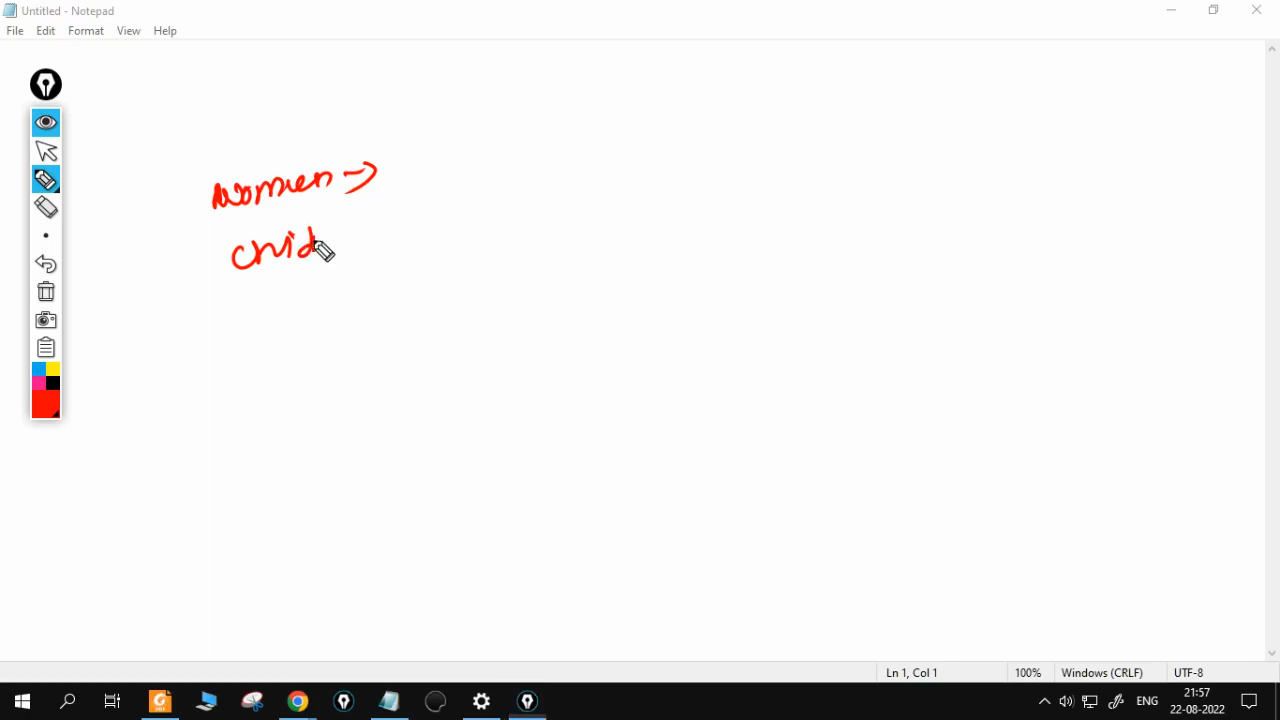 Untitled - Notepad
File Edit Format View Help
women →
Chid
Ln 1, Col 1 100% Windows (CRLF) UTF-8
ENG 21:57
22-08-2022